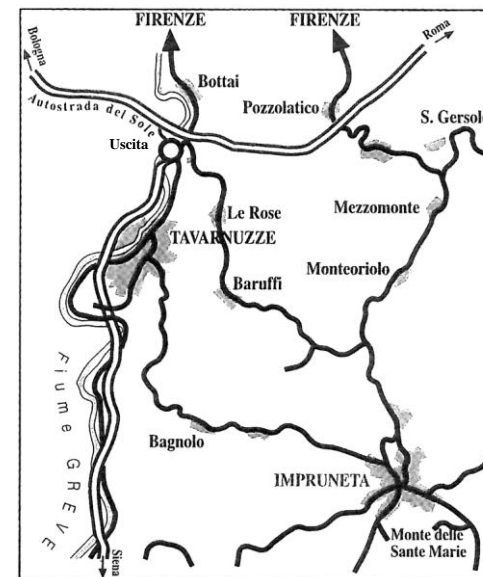 FIRENZE
FIRENZE
Bologna
Roma
Bottai
Autostrada del Sole
Pozzolatico
S. Gersolè
Uscita
Mezzomonte
Le Rose
TAVARNUZZE
Monteoriolo
Baruffi
Fiume GREVE
Bagnolo
IMPRUNETA
Monte delle
Sante Marie
Siena